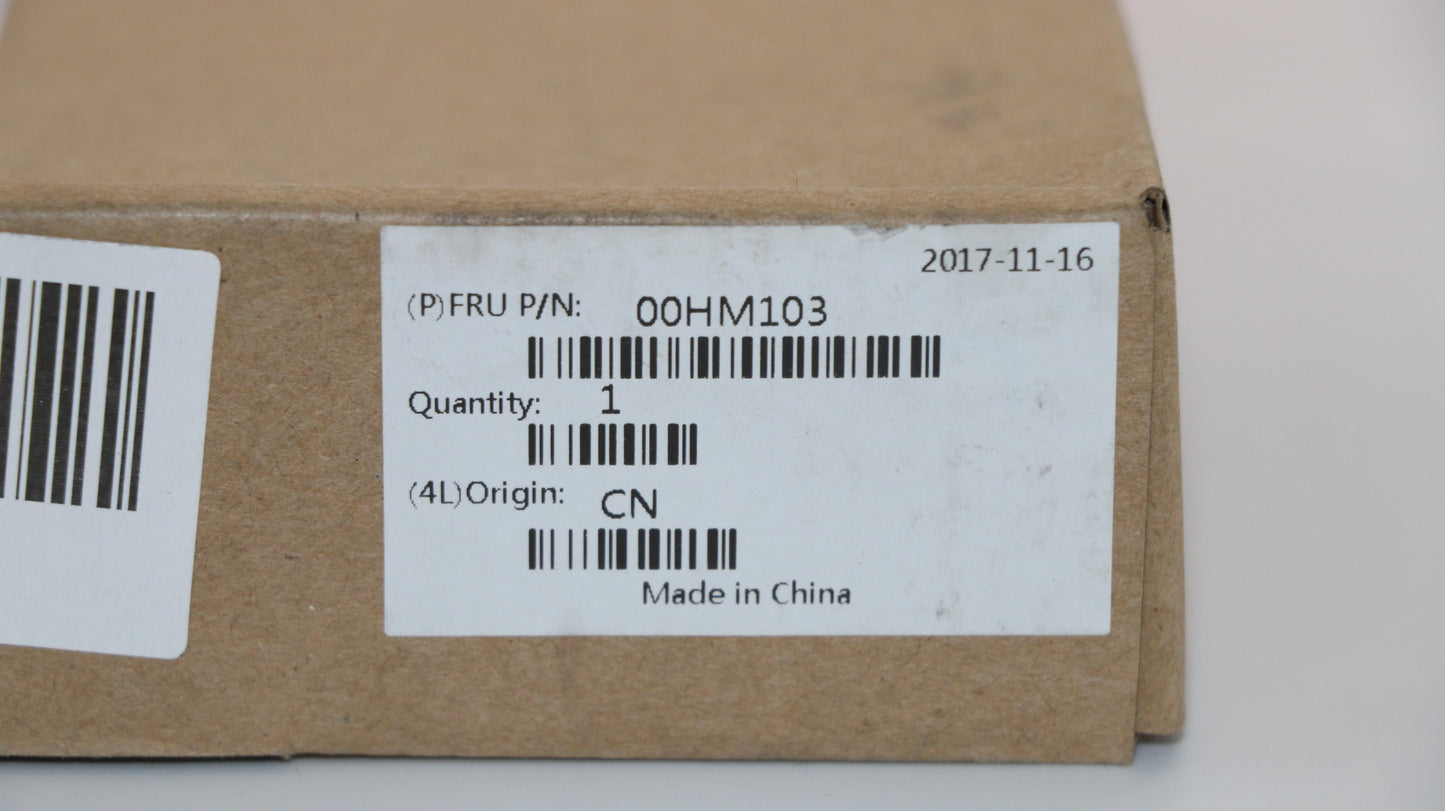 2017-11-16
(P)FRU P/N: 00HM103
Quantity: 1
(4L)Origin: CN
Made in China